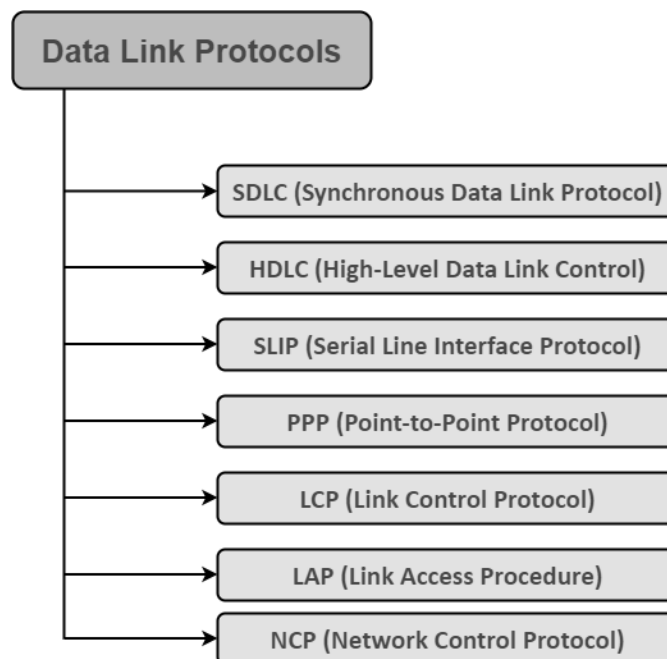 Data Link Protocols
SDLC (Synchronous Data Link Protocol)
HDLC (High-Level Data Link Control)
SLIP (Serial Line Interface Protocol)
PPP (Point-to-Point Protocol)
LCP (Link Control Protocol)
LAP (Link Access Procedure)
NCP (Network Control Protocol)